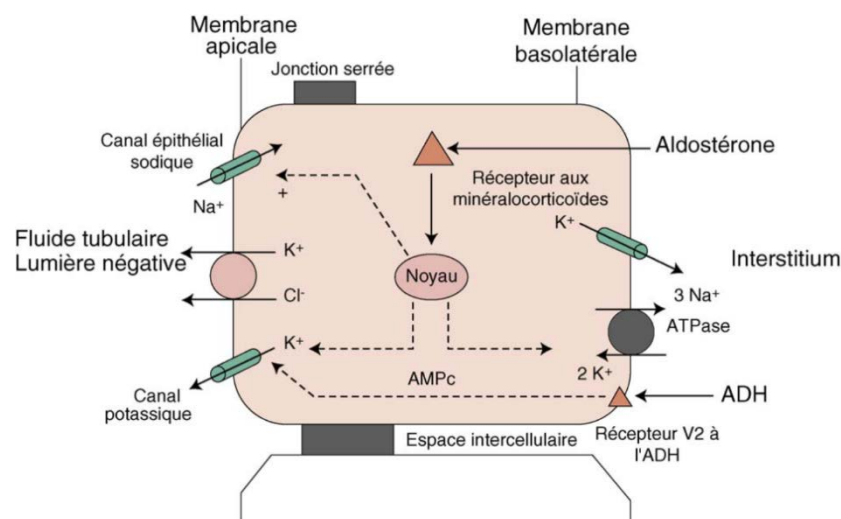 Membrane
apicale
Membrane
basolatérale
Jonction serrée
Canal épithélial
sodique
Aldostérone
Récepteur aux
minéralocorticoïdes
Na⁺
+
K⁺
Fluide tubulaire
Lumière négative
K⁺
Cl⁻
Noyau
Interstitium
3 Na⁺
ATPase
K⁺
2 K⁺
Canal
potassique
AMPc
ADH
Espace intercellulaire
Récepteur V2 à
l'ADH